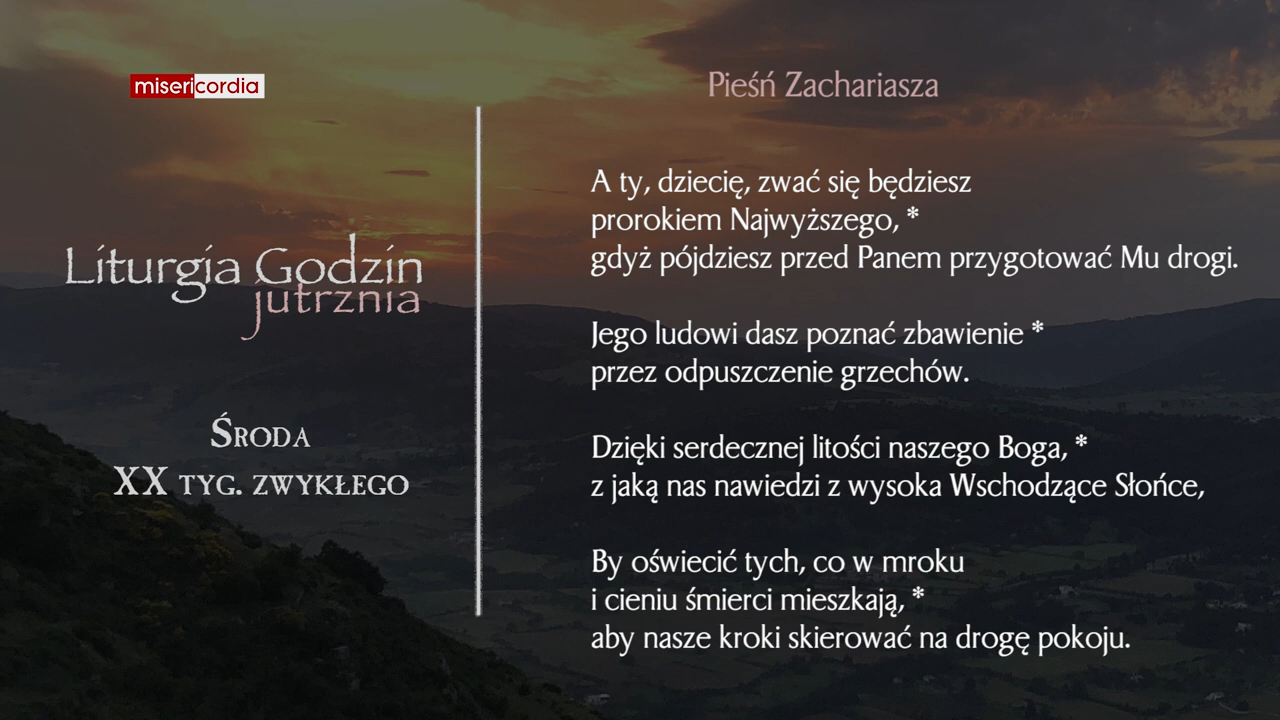 misericordia
Liturgia Godzin
jutrznia
Środa
XX tyg. zwykłego
Pieśń Zachariasza
A ty, dziecię, zwać się będziesz
prorokiem Najwyższego, *
gdyż pójdziesz przed Panem przygotować Mu drogi.
Jego ludowi dasz poznać zbawienie *
przez odpuszczenie grzechów.
Dzięki serdecznej litości naszego Boga, *
z jaką nas nawiedzi z wysoka Wschodzące Słońce,
By oświecić tych, co w mroku
i cieniu śmierci mieszkają, *
aby nasze kroki skierować na drogę pokoju.